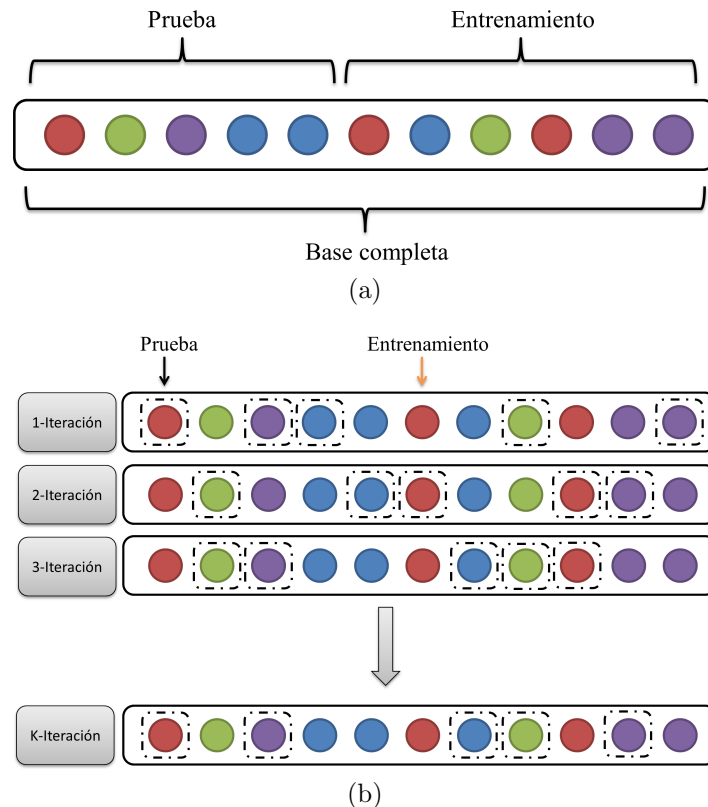 Prueba Entrenamiento
Base completa
(a)
Prueba Entrenamiento
1-Iteración
2-Iteración
3-Iteración
K-Iteración
(b)